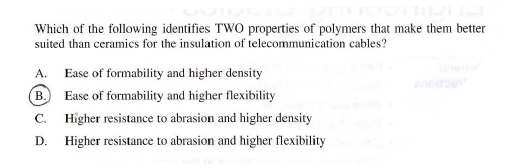 Which of the following identifies TWO properties of polymers that make them better
suited than ceramics for the insulation of telecommunication cables?
A. Ease of formability and higher density
B. Ease of formability and higher flexibility
C. Higher resistance to abrasion and higher density
D. Higher resistance to abrasion and higher flexibility